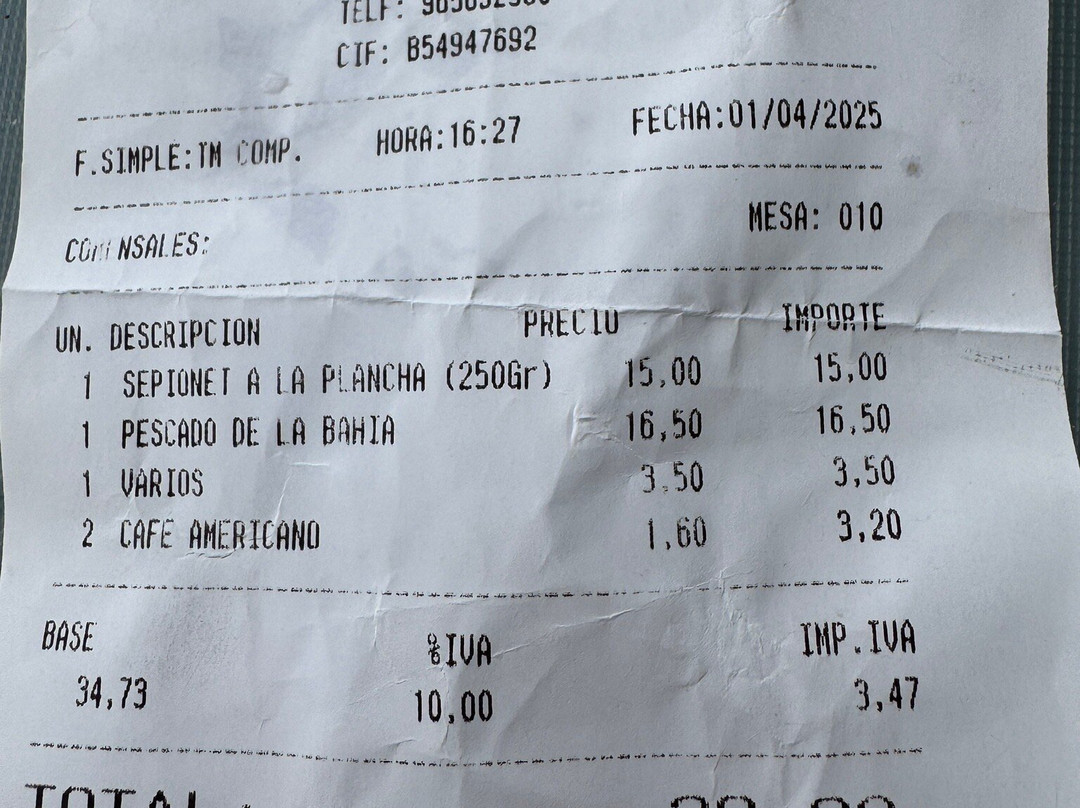 TELF:
CIF: B54947692
F.SIMPLE:TM COMP. HORA:16:27 FECHA:01/04/2025
MESA: 010
COMENSALES:
UN. DESCRIPCION PRECIO IMPORTE
1 SEPIONET A LA PLANCHA (250Gr) 15,00 15,00
1 PESCADO DE LA BAHIA 16,50 16,50
1 VARIOS 3,50 3,50
2 CAFE AMERICANO 1,60 3,20
BASE %IVA IMP.IVA
34,73 10,00 3,47
TOTAL: